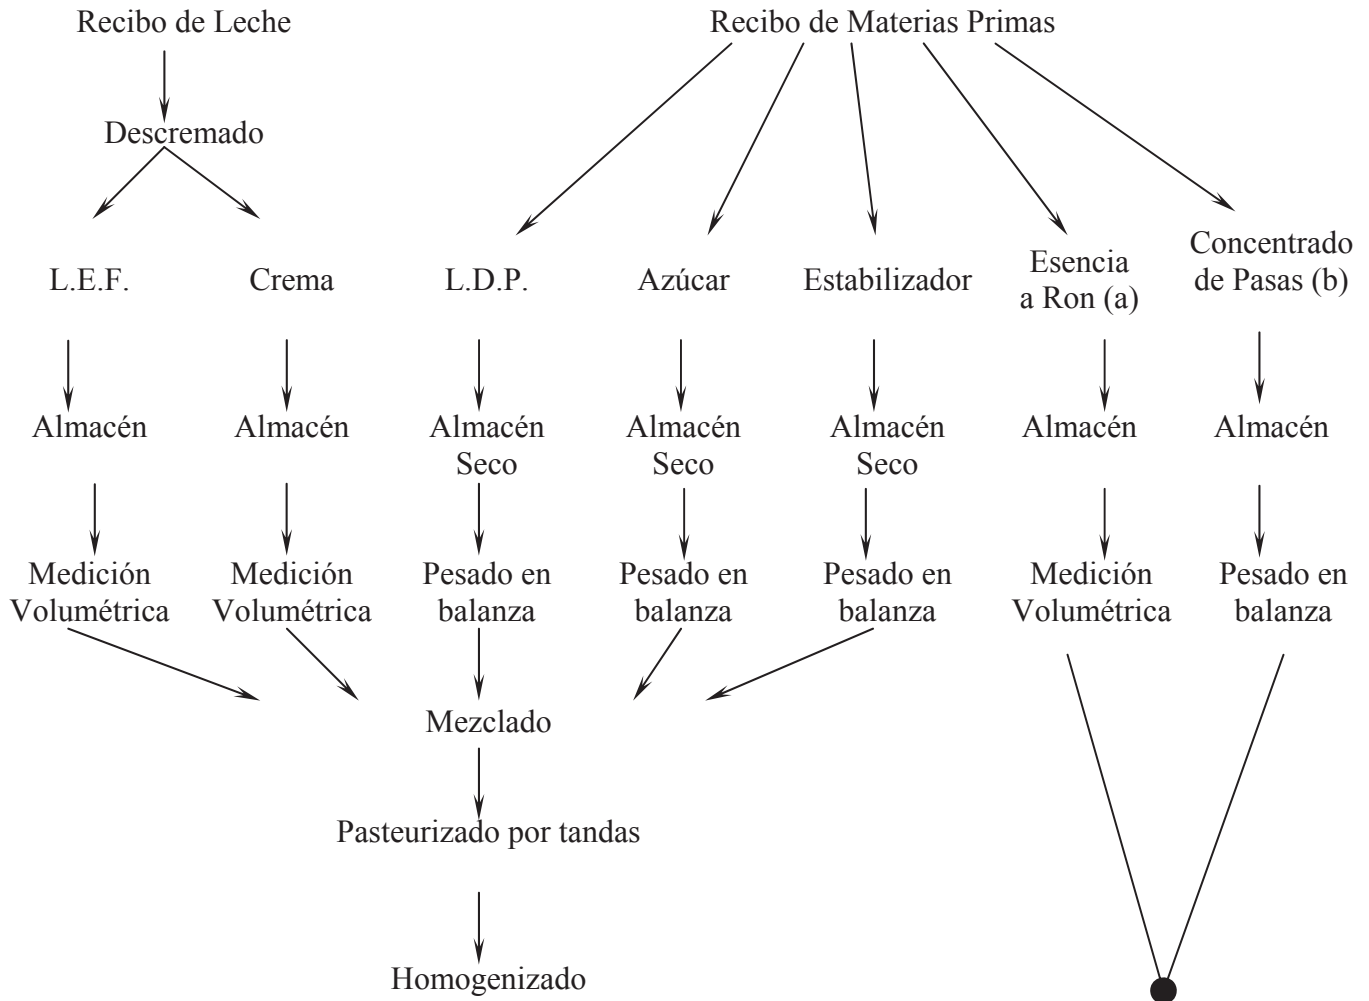 Recibo de Leche
Recibo de Materias Primas
Descremado
L.E.F.
Crema
L.D.P.
Azúcar
Estabilizador
Esencia
a Ron (a)
Concentrado
de Pasas (b)
Almacén
Almacén
Almacén
Seco
Almacén
Seco
Almacén
Seco
Almacén
Almacén
Medición
Volumétrica
Medición
Volumétrica
Pesado en
balanza
Pesado en
balanza
Pesado en
balanza
Medición
Volumétrica
Pesado en
balanza
Mezclado
Pasteurizado por tandas
Homogenizado